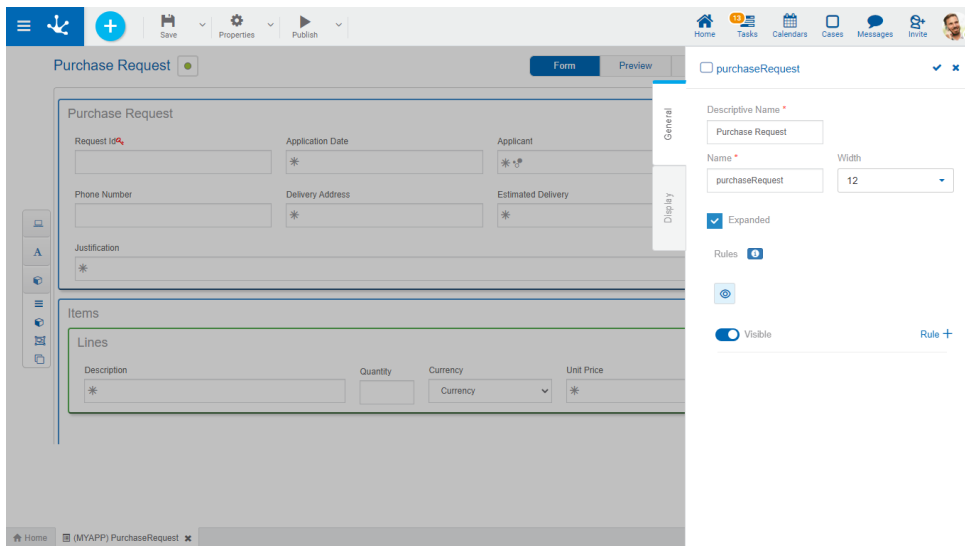 Save
Properties
Publish
Home
13
Tasks
Calendars
Cases
Messages
Invite
Purchase Request
Form
Preview
purchaseRequest
General
Display
Descriptive Name *
Purchase Request
Name *
Width
purchaseRequest
12
Expanded
Rules
Visible
Rule +
Purchase Request
Request Id
Application Date
Applicant
Phone Number
Delivery Address
Estimated Delivery
Justification
Items
Lines
Description
Quantity
Currency
Unit Price
Currency
Home
(MYAPP) PurchaseRequest